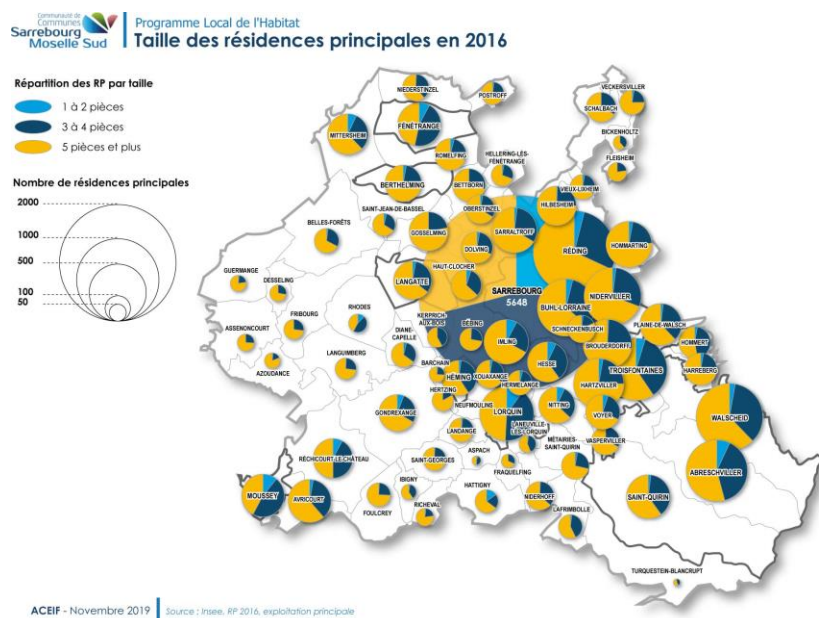 Communauté de
Communes
Sarrebourg
Moselle Sud
Programme Local de l'Habitat
Taille des résidences principales en 2016
Répartition des RP par taille
1 à 2 pièces
3 à 4 pièces
5 pièces et plus
Nombre de résidences principales
2000
1000
500
100
50
NIEDERSTINZEL
POSTROFF
VECKERSVILLER
SCHALBACH
MITTERSHEIM
FÉNÉTRANGE
BICKENHOLTZ
FLEISHEIM
ROMELFING
HELLERING-LÈS-
FÉNÉTRANGE
BERTHELMING
BETTBORN
VIEUX-LIXHEIM
SAINT-JEAN-DE-BASSEL
OBERSTINZEL
HILBESHEIM
BELLES-FORÊTS
GOSSELMING
SARRALTROFF
DOLVING
RÉDING
HOMMARTING
HAUT-CLOCHER
GUERMANGE
DESSELING
LANGATTE
SARREBOURG
5648
BUHL-LORRAINE
NIDERVILLER
RHODES
FRIBOURG
KERPRICH-
AUX-BOIS
BÉBING
SCHNECKENBUSCH
PLAINE-DE-WALSCH
ASSENONCOURT
DIANE-
CAPELLE
IMLING
BROUDERDORFF
HOMMERT
AZOUDANCE
LANGUIMBERG
BARCHAIN
HESSE
TROISFONTAINES
HARREBERG
HÉMING
XOUAXANGE
HERMELANGE
HARTZVILLER
HERTZING
NEUFMOULINS
GONDREXANGE
LORQUIN
NITTING
VOYER
WALSCHEID
LANDANGE
LANEUVILLE-
LÈS-LORQUIN
VASPERVILLER
MÉTAIRIES-
SAINT-QUIRIN
RÉCHICOURT-LE-CHÂTEAU
SAINT-GEORGES
ASPACH
FRAQUELFING
ABRESCHVILLER
MOUSSEY
AVRICOURT
IBIGNY
FOULCREY
RICHEVAL
HATTIGNY
NIDERHOFF
SAINT-QUIRIN
LAFRIMBOLLE
TURQUESTEIN-BLANCRUPT
ACEIF - Novembre 2019
Source : Insee, RP 2016, exploitation principale